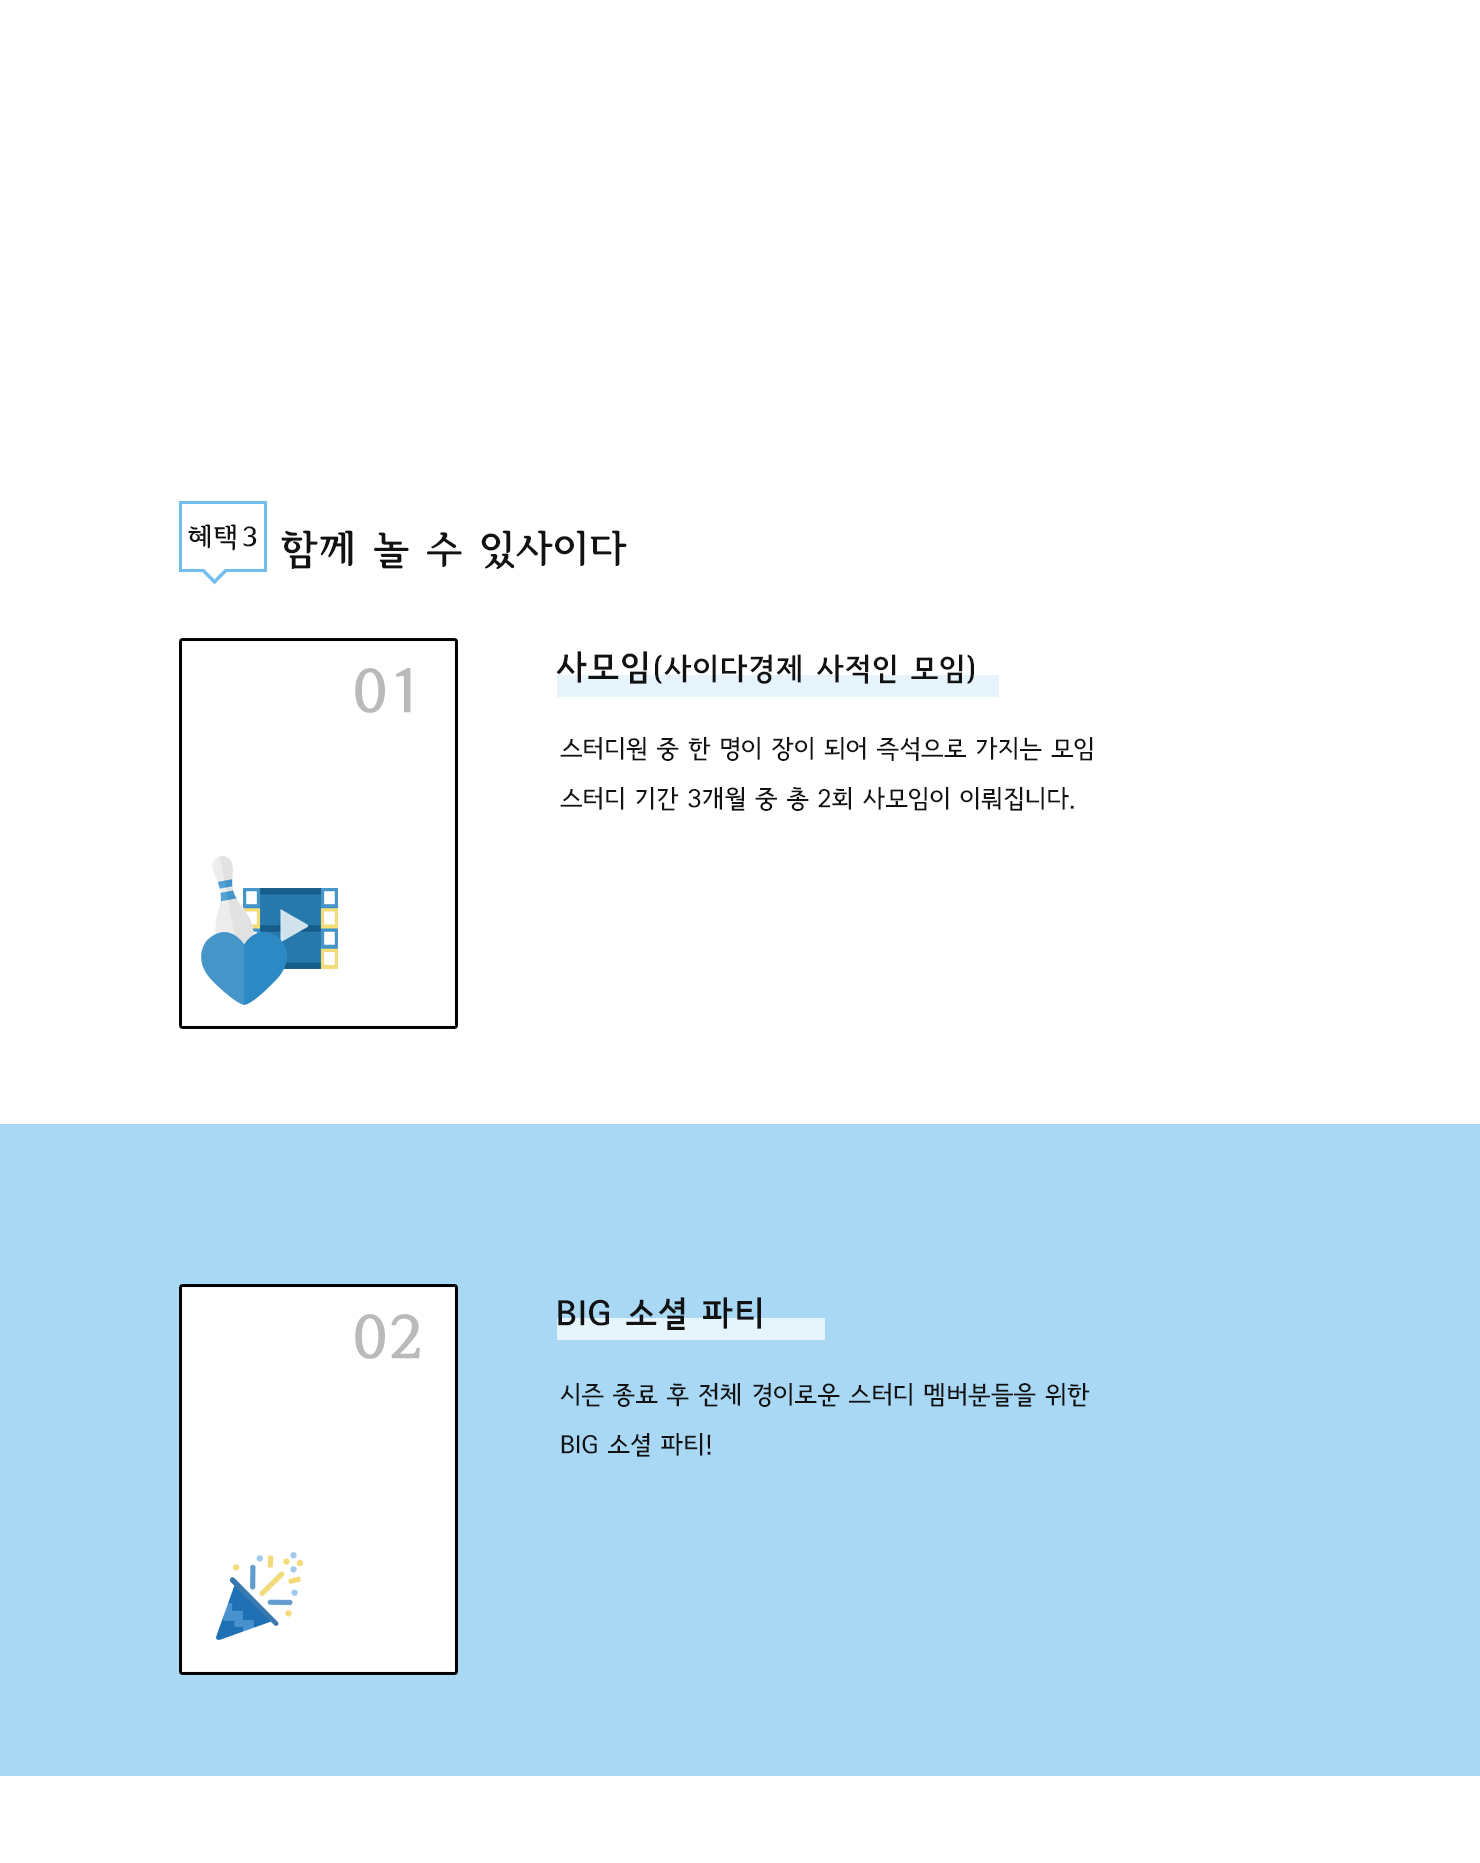 혜택3
함께 놀 수 있사이다
01
사모임(사이다경제 사적인 모임)
스터디원 중 한 명이 장이 되어 즉석으로 가지는 모임
스터디 기간 3개월 중 총 2회 사모임이 이뤄집니다.
02
BIG 소셜 파티
시즌 종료 후 전체 경이로운 스터디 멤버분들을 위한
BIG 소셜 파티!